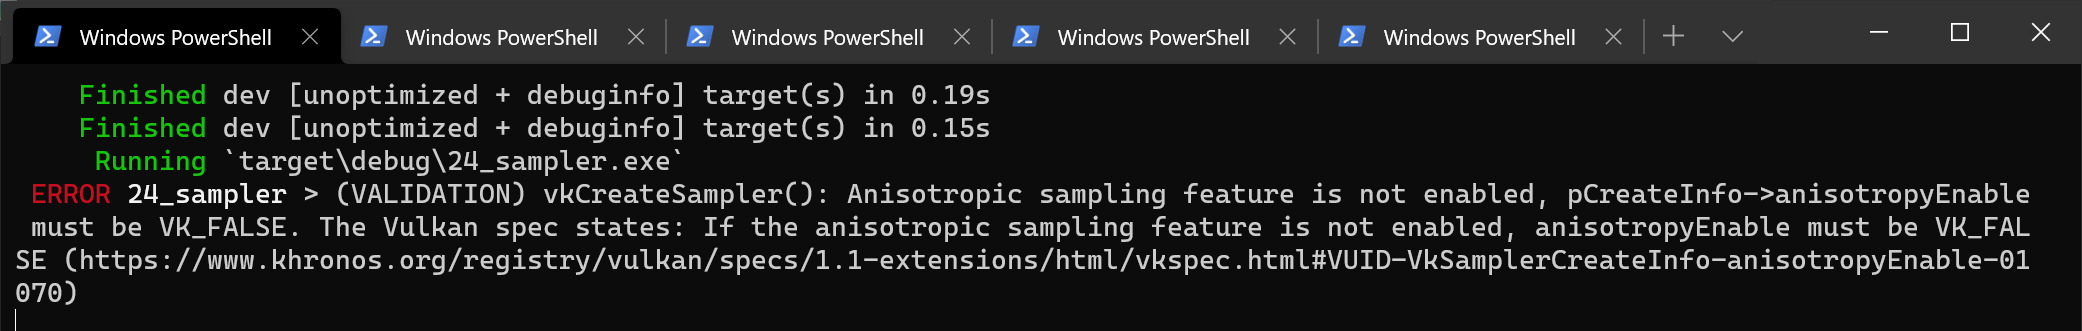 Windows PowerShell Windows PowerShell Windows PowerShell Windows PowerShell Windows PowerShell
Finished dev [unoptimized + debuginfo] target(s) in 0.19s
Finished dev [unoptimized + debuginfo] target(s) in 0.15s
Running `target\debug\24_sampler.exe`
ERROR 24_sampler > (VALIDATION) vkCreateSampler(): Anisotropic sampling feature is not enabled, pCreateInfo->anisotropyEnable
must be VK_FALSE. The Vulkan spec states: If the anisotropic sampling feature is not enabled, anisotropyEnable must be VK_FAL
SE (https://www.khronos.org/registry/vulkan/specs/1.1-extensions/html/vkspec.html#VUID-VkSamplerCreateInfo-anisotropyEnable-01
070)